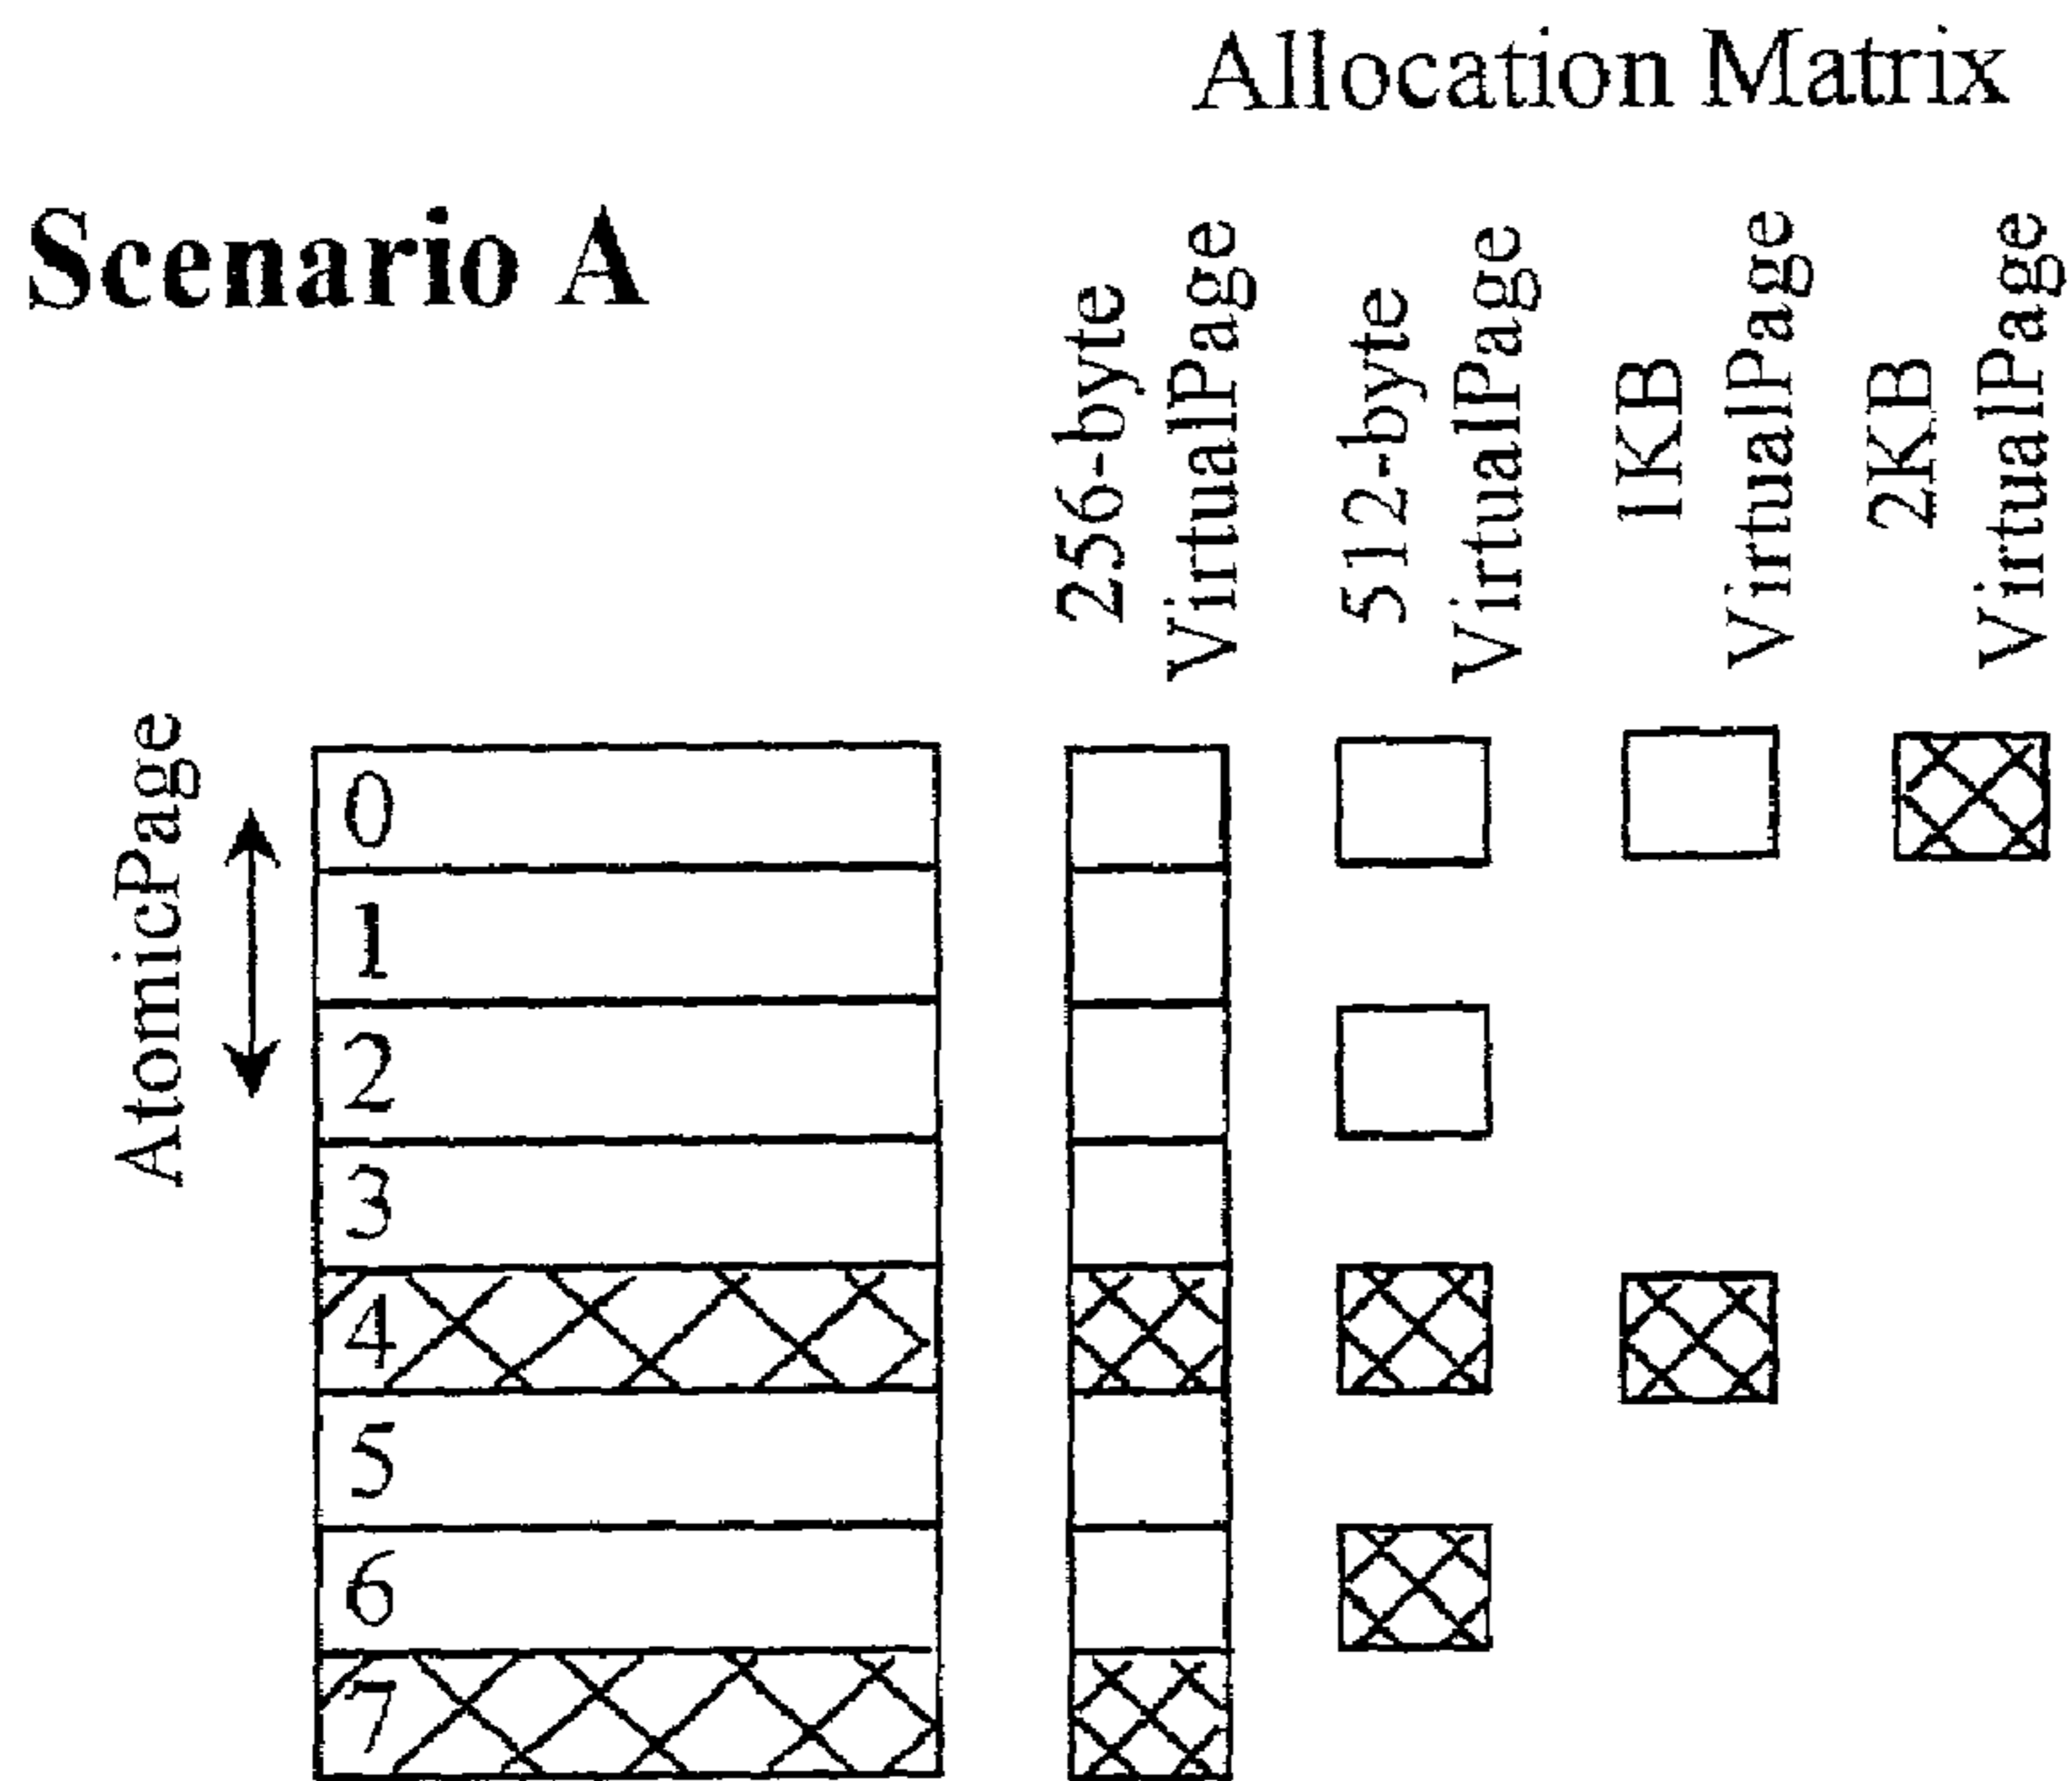 Allocation Matrix
Scenario A
256-byte
VirtualPage
512-byte
VirtualPage
1KB
VirtualPage
2KB
VirtualPage
AtomicPage
0
1
2
3
4
5
6
7